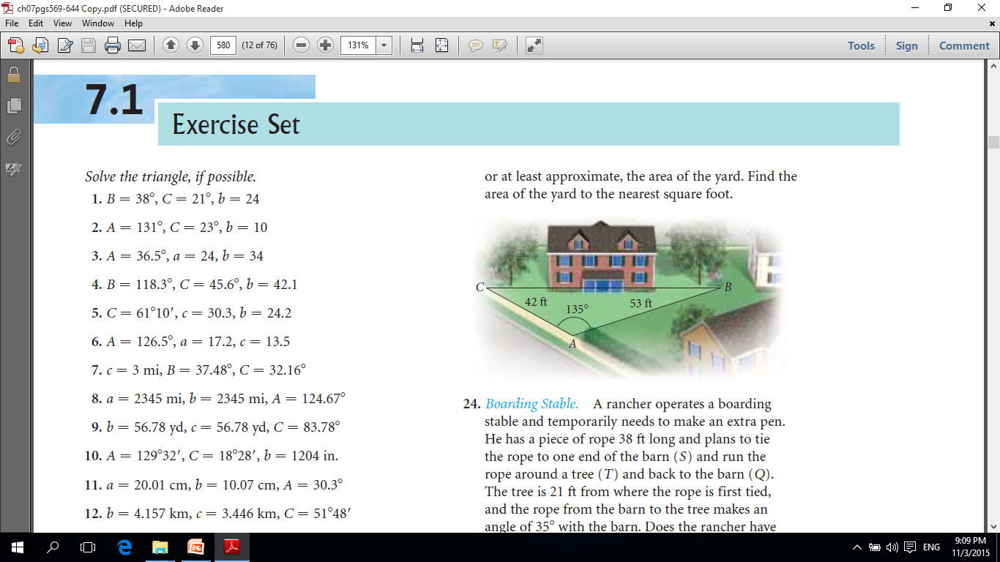 ch07pgs569-644 Copy.pdf (SECURED) - Adobe Reader
File Edit View Window Help
580 (12 of 76) 131% Tools Sign Comment
7.1
Exercise Set
Solve the triangle, if possible.
1. B = 38°, C = 21°, b = 24
2. A = 131°, C = 23°, b = 10
3. A = 36.5°, a = 24, b = 34
4. B = 118.3°, C = 45.6°, b = 42.1
5. C = 61°10′, c = 30.3, b = 24.2
6. A = 126.5°, a = 17.2, c = 13.5
7. c = 3 mi, B = 37.48°, C = 32.16°
8. a = 2345 mi, b = 2345 mi, A = 124.67°
9. b = 56.78 yd, c = 56.78 yd, C = 83.78°
10. A = 129°32′, C = 18°28′, b = 1204 in.
11. a = 20.01 cm, b = 10.07 cm, A = 30.3°
12. b = 4.157 km, c = 3.446 km, C = 51°48′
or at least approximate, the area of the yard. Find the
area of the yard to the nearest square foot.
C
B
42 ft
135°
53 ft
A
24. Boarding Stable. A rancher operates a boarding
stable and temporarily needs to make an extra pen.
He has a piece of rope 38 ft long and plans to tie
the rope to one end of the barn (S) and run the
rope around a tree (T) and back to the barn (Q).
The tree is 21 ft from where the rope is first tied,
and the rope from the barn to the tree makes an
angle of 35° with the barn. Does the rancher have
ENG
9:09 PM
11/3/2015